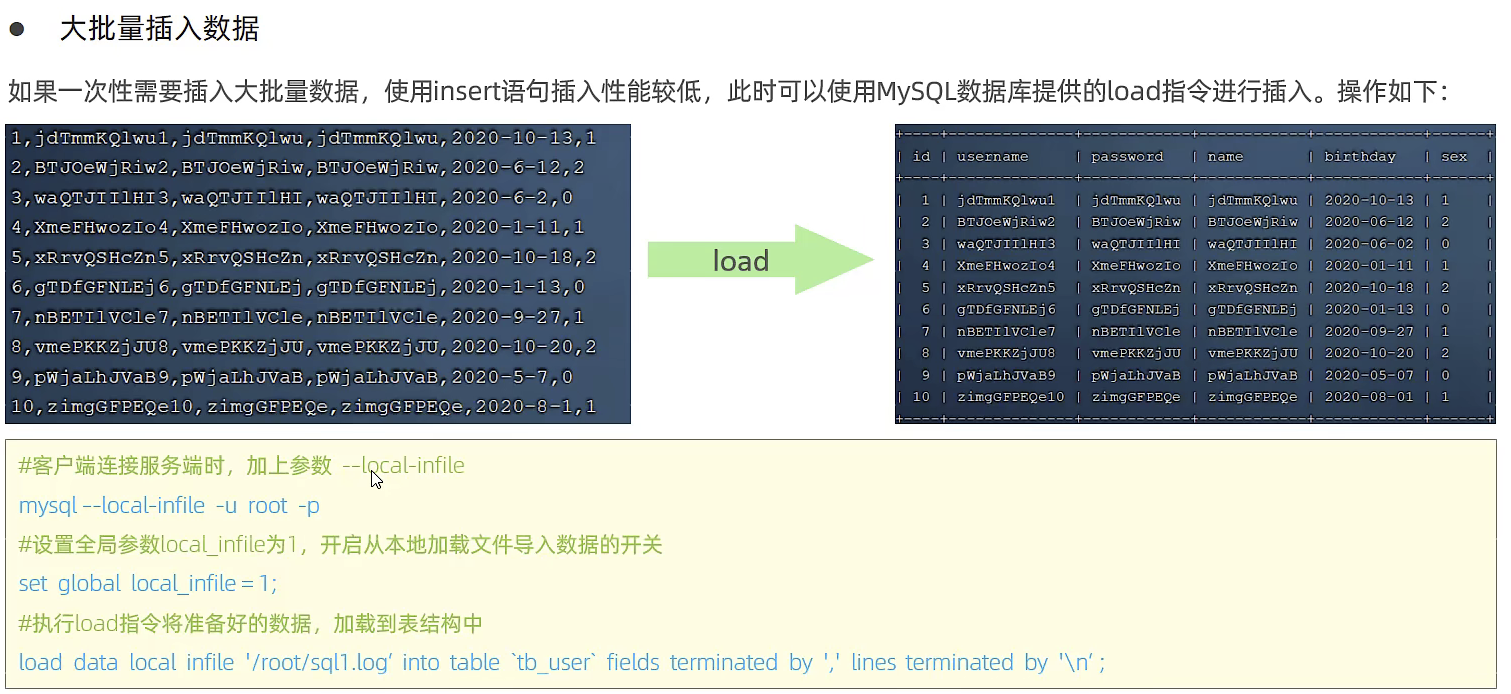 ● 大批量插入数据
如果一次性需要插入大批量数据，使用insert语句插入性能较低，此时可以使用MySQL数据库提供的load指令进行插入。操作如下：
1,jdTmmKQlwu1,jdTmmKQlwu,jdTmmKQlwu,2020-10-13,1
2,BTJOeWjRiw2,BTJOeWjRiw,BTJOeWjRiw,2020-6-12,2
3,waQTJIIlHI3,waQTJIIlHI,waQTJIIlHI,2020-6-2,0
4,XmeFHwozIo4,XmeFHwozIo,XmeFHwozIo,2020-1-11,1
5,xRrvQSHcZn5,xRrvQSHcZn,xRrvQSHcZn,2020-10-18,2
6,gTDfGFNLEj6,gTDfGFNLEj,gTDfGFNLEj,2020-1-13,0
7,nBETIlVCle7,nBETIlVCle,nBETIlVCle,2020-9-27,1
8,vmePKKZjJU8,vmePKKZjJU,vmePKKZjJU,2020-10-20,2
9,pWjaLhJVaB9,pWjaLhJVaB,pWjaLhJVaB,2020-5-7,0
10,zimgGFPEQe10,zimgGFPEQe,zimgGFPEQe,2020-8-1,1
load
| id | username | password | name | birthday | sex |
| 1 | jdTmmKQlwu1 | jdTmmKQlwu | jdTmmKQlwu | 2020-10-13 | 1 |
| 2 | BTJOeWjRiw2 | BTJOeWjRiw | BTJOeWjRiw | 2020-06-12 | 2 |
| 3 | waQTJIIlHI3 | waQTJIIlHI | waQTJIIlHI | 2020-06-02 | 0 |
| 4 | XmeFHwozIo4 | XmeFHwozIo | XmeFHwozIo | 2020-01-11 | 1 |
| 5 | xRrvQSHcZn5 | xRrvQSHcZn | xRrvQSHcZn | 2020-10-18 | 2 |
| 6 | gTDfGFNLEj6 | gTDfGFNLEj | gTDfGFNLEj | 2020-01-13 | 0 |
| 7 | nBETIlVCle7 | nBETIlVCle | nBETIlVCle | 2020-09-27 | 1 |
| 8 | vmePKKZjJU8 | vmePKKZjJU | vmePKKZjJU | 2020-10-20 | 2 |
| 9 | pWjaLhJVaB9 | pWjaLhJVaB | pWjaLhJVaB | 2020-05-07 | 0 |
| 10 | zimgGFPEQe10 | zimgGFPEQe | zimgGFPEQe | 2020-08-01 | 1 |
#客户端连接服务端时，加上参数 --local-infile
mysql --local-infile -u root -p
#设置全局参数local_infile为1，开启从本地加载文件导入数据的开关
set global local_infile = 1;
#执行load指令将准备好的数据，加载到表结构中
load data local infile '/root/sql1.log’ into table `tb_user` fields terminated by ',' lines terminated by '\n’ ;